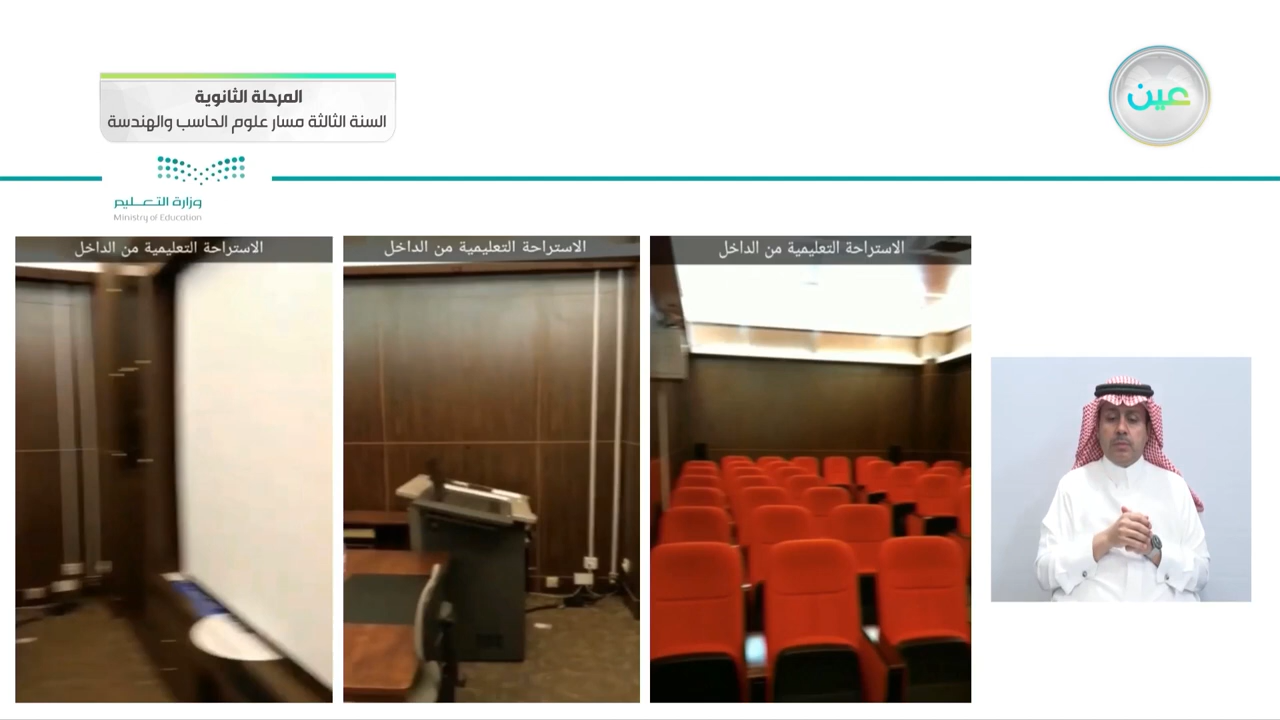 المرحلة الثانوية
السنة الثالثة مسار علوم الحاسب والهندسة
عين
وزارة التعـــليم
Ministry of Education
الاستراحة التعليمية من الداخل
الاستراحة التعليمية من الداخل
الاستراحة التعليمية من الداخل